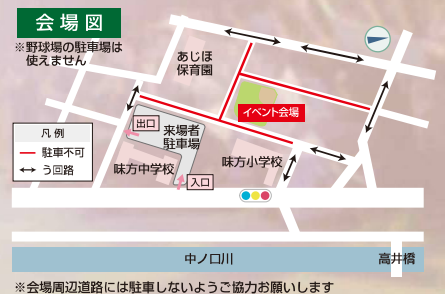 会場図
※野球場の駐車場は
使えません
あじほ
保育園
イベント会場
凡例
駐車不可
う回路
出口
来場者
駐車場
味方中学校
入口
味方小学校
中ノ口川
高井橋
※会場周辺道路には駐車しないようご協力お願いします